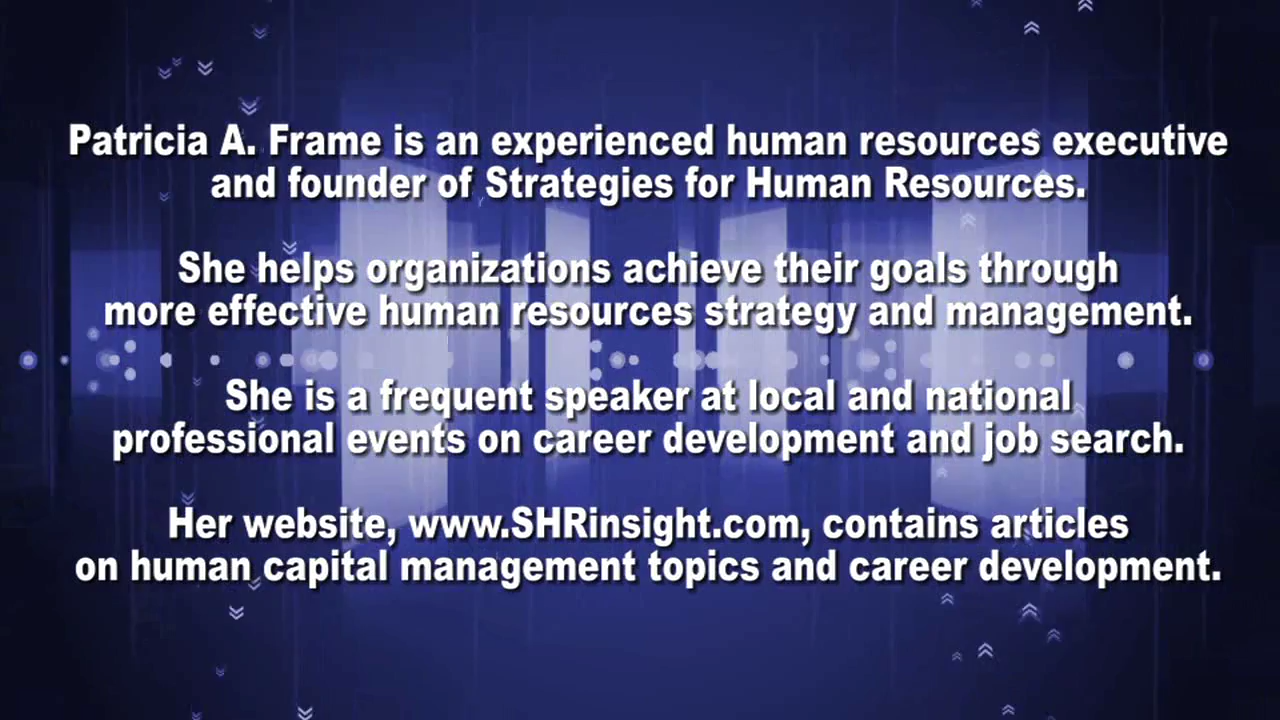 Patricia A. Frame is an experienced human resources executive
and founder of Strategies for Human Resources.
She helps organizations achieve their goals through
more effective human resources strategy and management.
She is a frequent speaker at local and national
professional events on career development and job search.
Her website, www.SHRinsight.com, contains articles
on human capital management topics and career development.